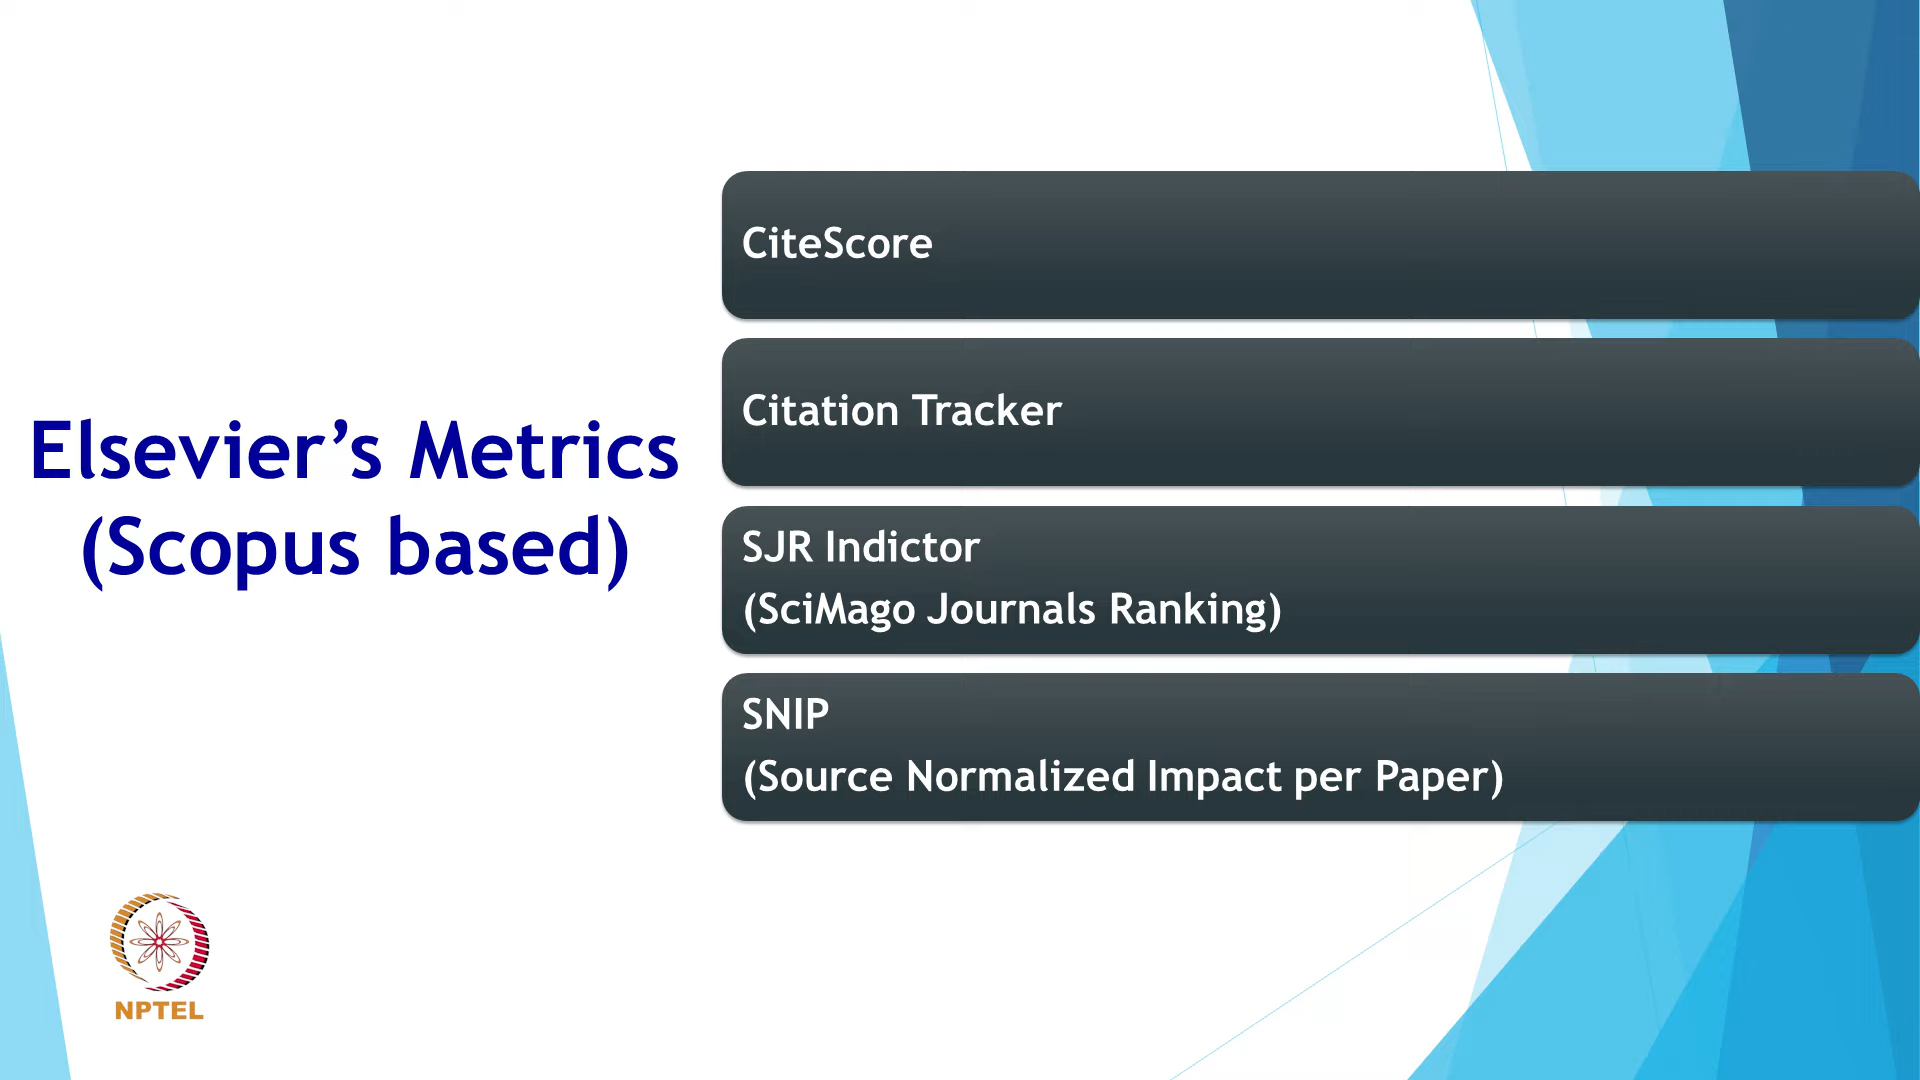 Elsevier’s Metrics
(Scopus based)
CiteScore
Citation Tracker
SJR Indictor
(SciMago Journals Ranking)
SNIP
(Source Normalized Impact per Paper)
NPTEL